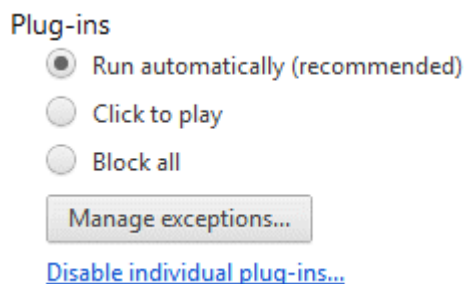 Plug-ins
Run automatically (recommended)
Click to play
Block all
Manage exceptions...
Disable individual plug-ins...